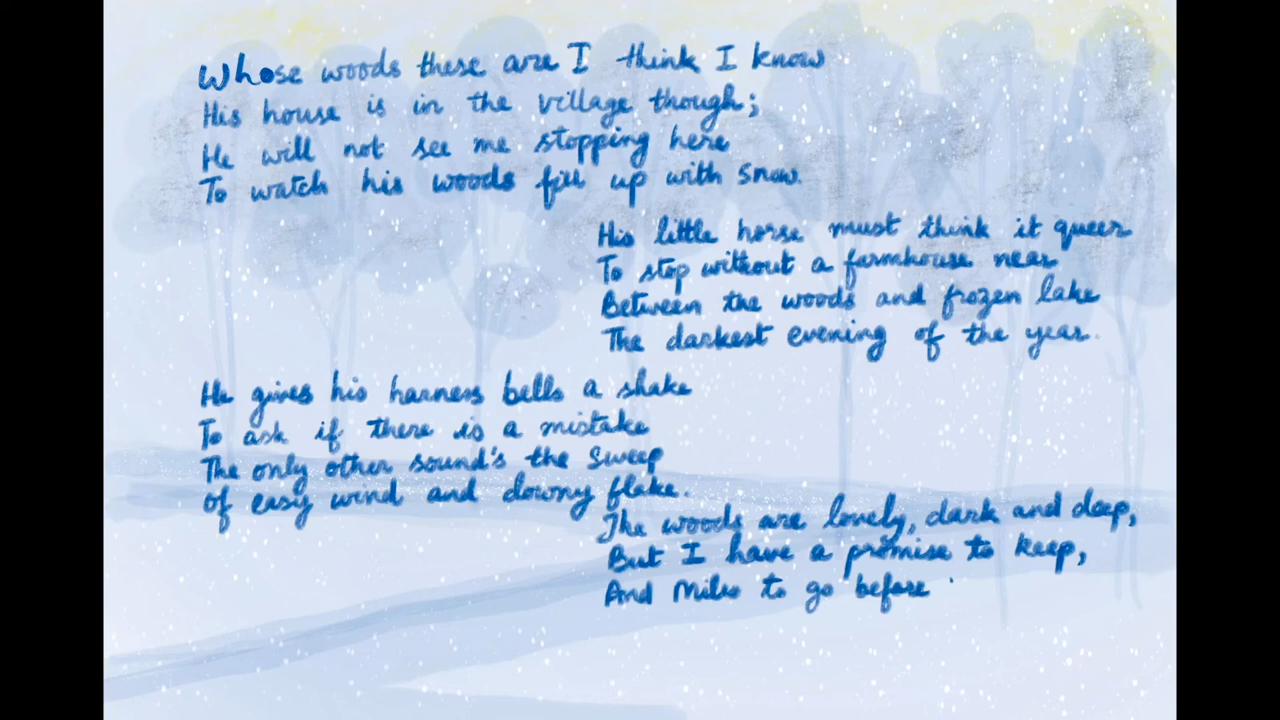 Whose woods these are I think I know
His house is in the village though;
He will not see me stopping here
To watch his woods fill up with snow.
His little horse must think it queer
To stop without a farmhouse near
Between the woods and frozen lake
The darkest evening of the year.
He gives his harness bells a shake
To ask if there is a mistake
The only other sound's the sweep
Of easy wind and downy flake.
The woods are lovely, dark and deep,
But I have a promise to keep,
And Miles to go before